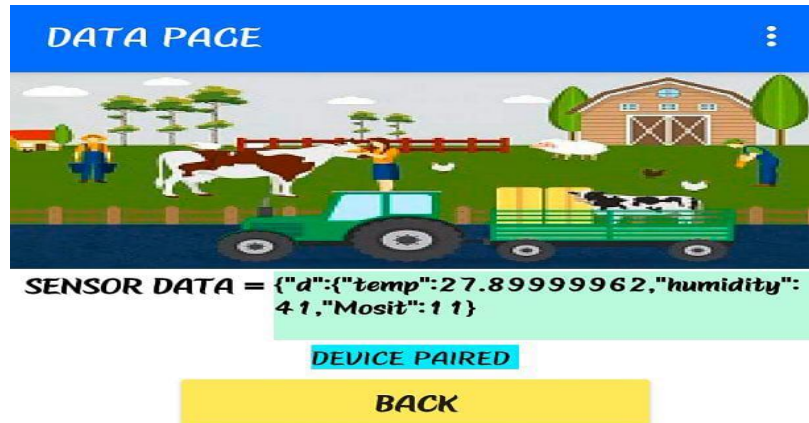 DATA PAGE
SENSOR DATA = {"d":{"temp":27.89999962,"humidity":
41,"Mosit":11}
DEVICE PAIRED
BACK